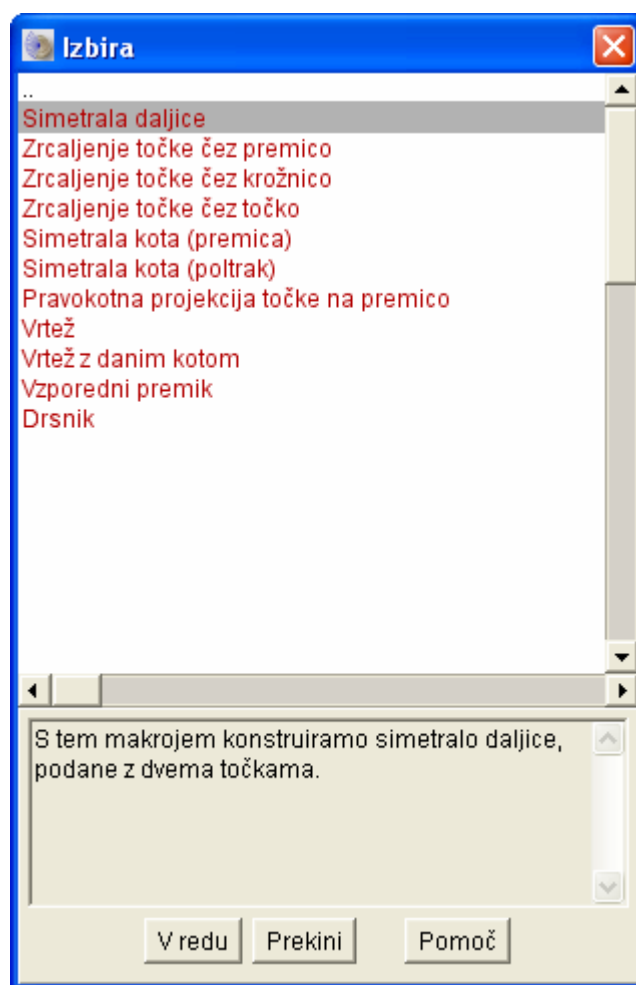 Izbira
..
Simetrala daljice
Zrcaljenje točke čez premico
Zrcaljenje točke čez krožnico
Zrcaljenje točke čez točko
Simetrala kota (premica)
Simetrala kota (poltrak)
Pravokotna projekcija točke na premico
Vrtež
Vrtež z danim kotom
Vzporedni premik
Drsnik
S tem makrojem konstruiramo simetralo daljice,
podane z dvema točkama.
V redu Prekini Pomoč